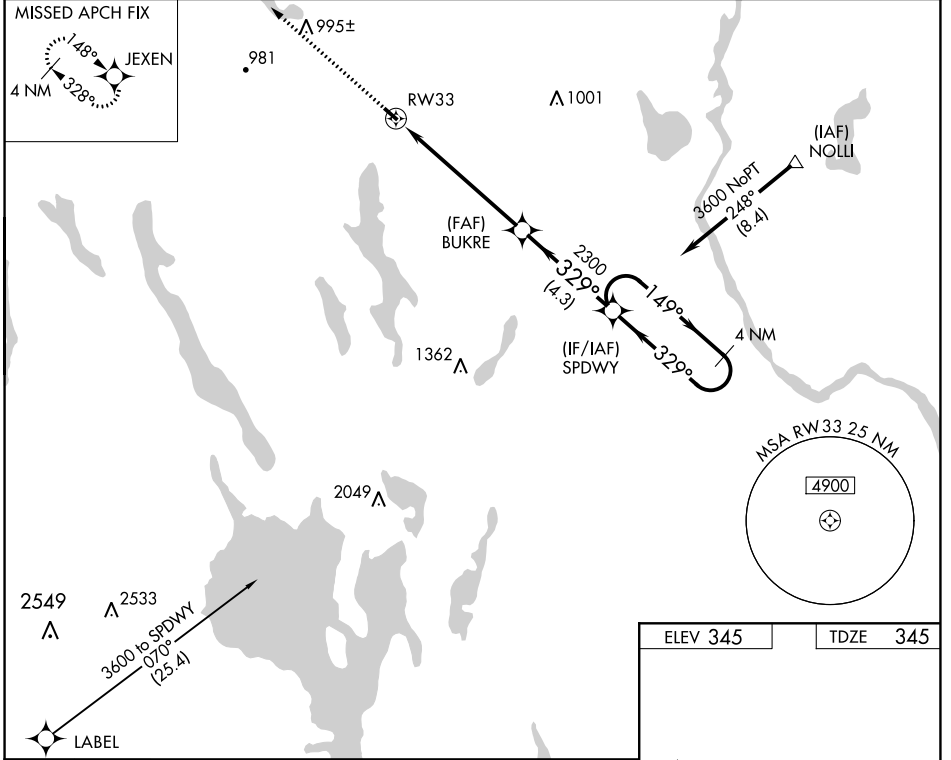 MISSED APCH FIX
148°
JEXEN
4 NM
328°
995±
981
RW33
1001
(IAF)
NOLLI
3600 NoPT
248°
(8.4)
(FAF)
BUKRE
2300
329°
(4.3)
149°
4 NM
(IF/IAF)
SPDWY
329°
1362
MSA RW33 25 NM
4900
2049
2549
2533
3600 to SPDWY
070°
(25.4)
LABEL
ELEV 345
TDZE 345